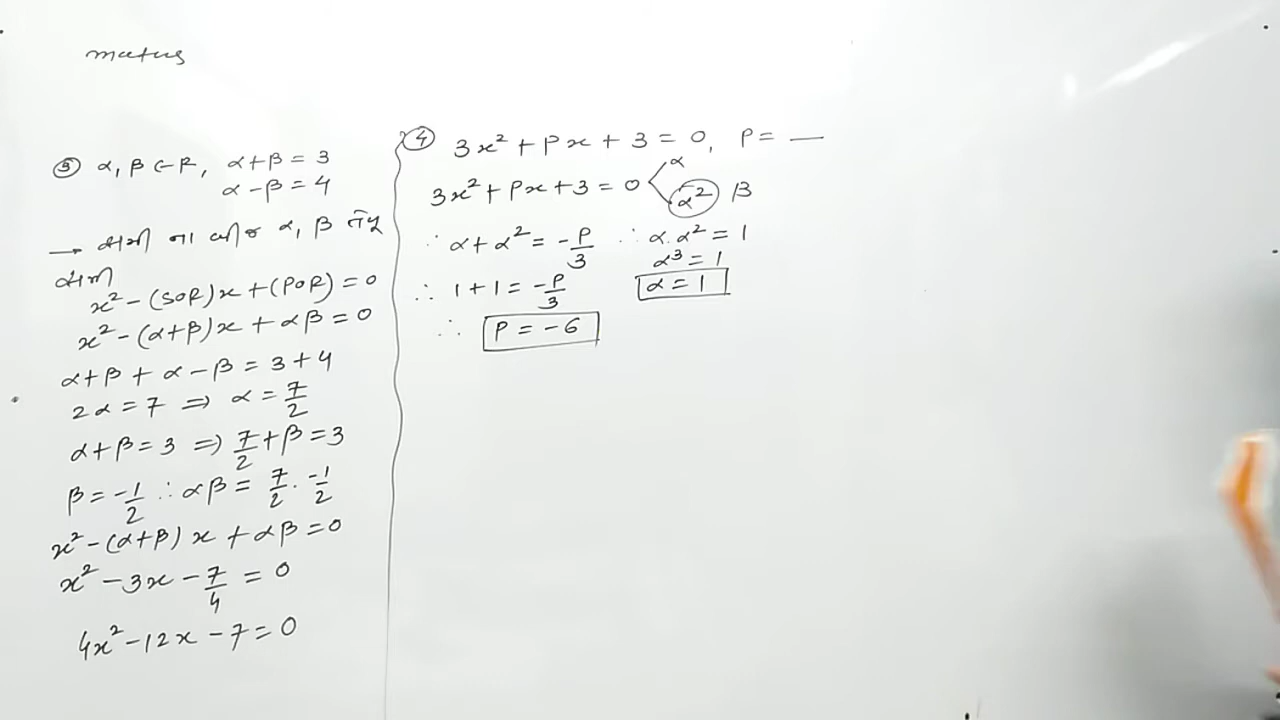 ③ α, β ∈ R, α+β = 3
α-β = 4
α, β
x² - (SOR)x + (POR) = 0
x² - (α+β)x + αβ = 0
α+β + α-β = 3+4
2α = 7 ⇒ α = 7/2
α+β = 3 ⇒ 7/2 + β = 3
β = -1/2 ∴ αβ = 7/2 · -1/2
x² - (α+β) x + αβ = 0
x² - 3x - 7/4 = 0
4x² - 12x - 7 = 0
④ 3x² + px + 3 = 0, p = —
3x² + px + 3 = 0 < α
α² β
∴ α + α² = -p/3 ∴ α.α² = 1
α³ = 1
∴ 1 + 1 = -p/3 α = 1
∴ p = -6